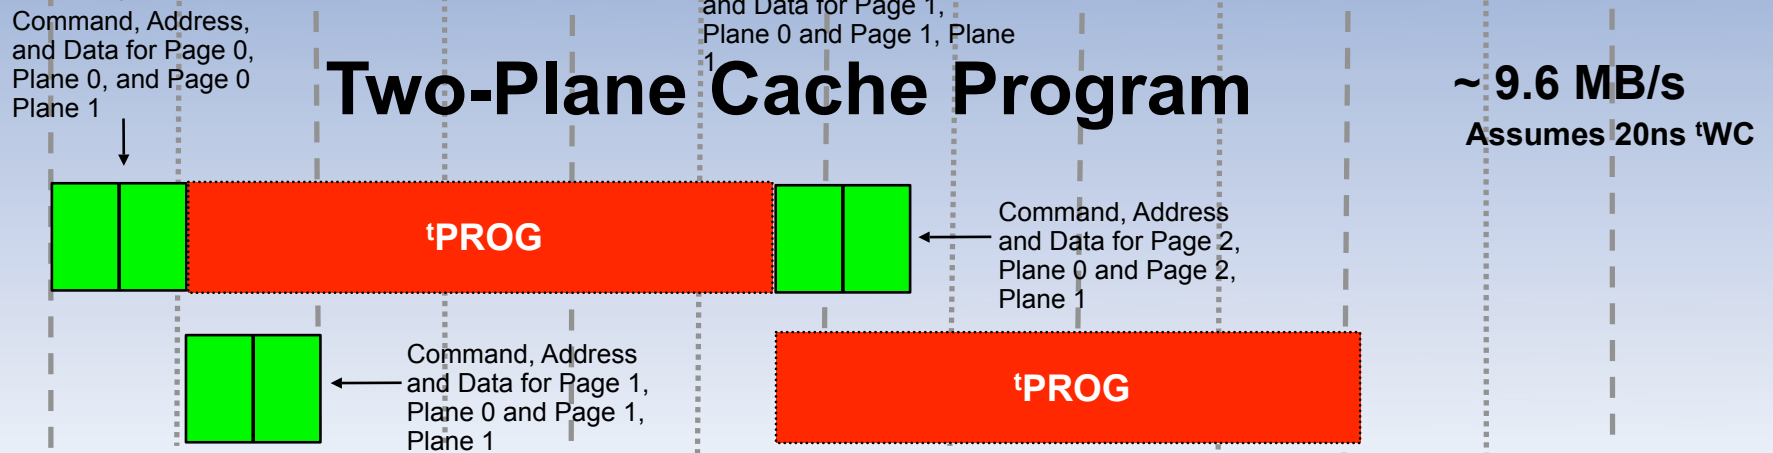 Command, Address,
and Data for Page 0,
Plane 0, and Page 0
Plane 1
and Data for Page 1,
Plane 0 and Page 1, Plane
1
Two-Plane Cache Program
~ 9.6 MB/s
Assumes 20ns tWC
tPROG
Command, Address
and Data for Page 2,
Plane 0 and Page 2,
Plane 1
Command, Address
and Data for Page 1,
Plane 0 and Page 1,
Plane 1
tPROG